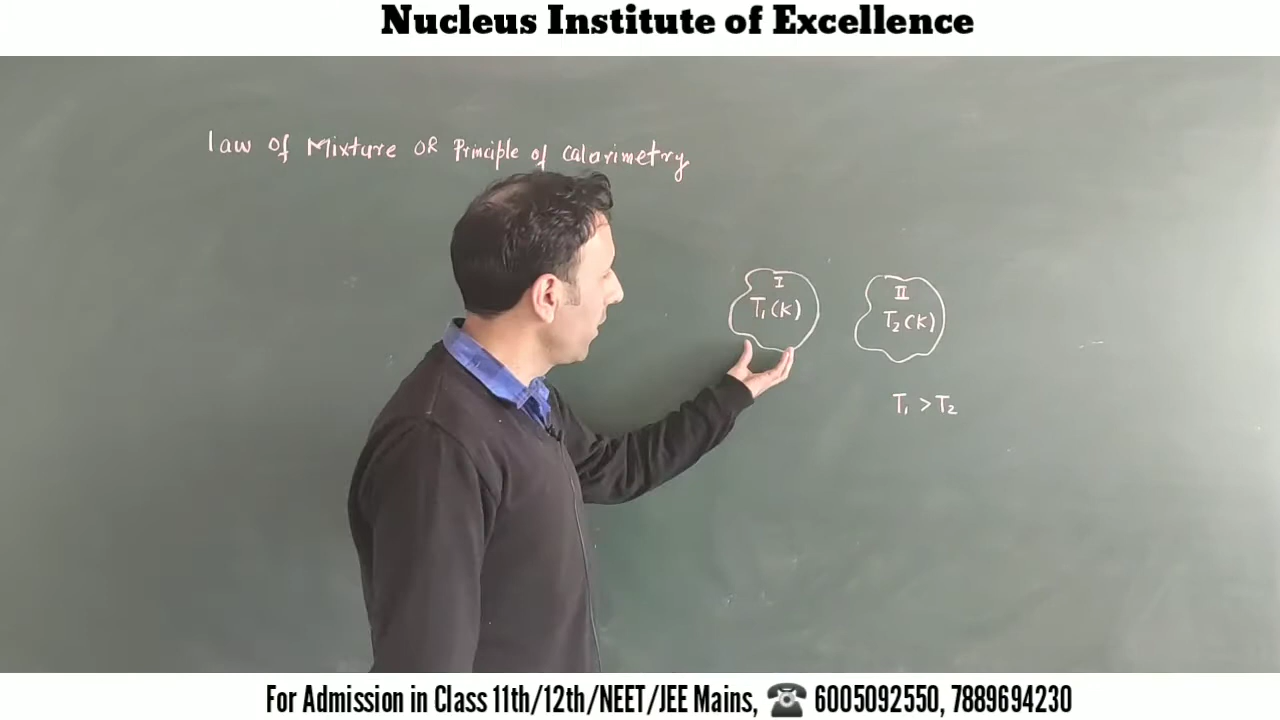 Nucleus Institute of Excellence
Law of Mixture OR Principle of Calorimetry
I
T₁(K)
II
T₂(K)
T₁ > T₂
For Admission in Class 11th/12th/NEET/JEE Mains, ☎ 6005092550, 7889694230